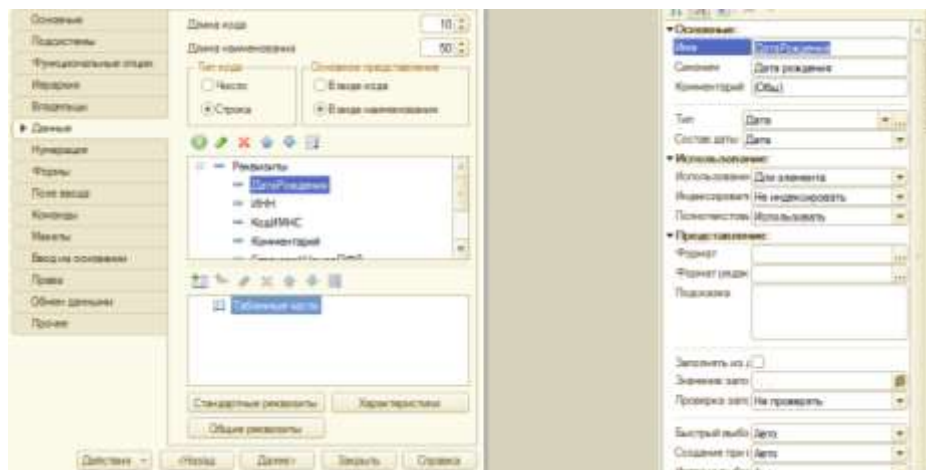 Основные
Подсистемы
Функциональные опции
Иерархия
Владельцы
Данные
Нумерация
Формы
Поле ввода
Команды
Макеты
Ввод на основании
Права
Обмен данными
Прочее
Длина кода 10
Длина наименования 50
Тип кода
Число
Строка
Основное представление
В виде кода
В виде наименования
Реквизиты
ДатаРождения
ИНН
КодИМНС
Комментарий
Табличные части
Стандартные реквизиты Характеристики
Общие реквизиты
Действия <Назад Далее> Закрыть Справка
Основные:
Имя ДатаРождения
Синоним Дата рождения
Комментарий (Общ)
Тип Дата
Состав даты Дата
Использование:
Использование Для элемента
Индексировать Не индексировать
Полнотекстов Использовать
Представление:
Формат
Формат редак
Подсказка
Заполнять из д
Значение запо
Проверка запо Не проверять
Быстрый выбо Авто
Создание при в Авто